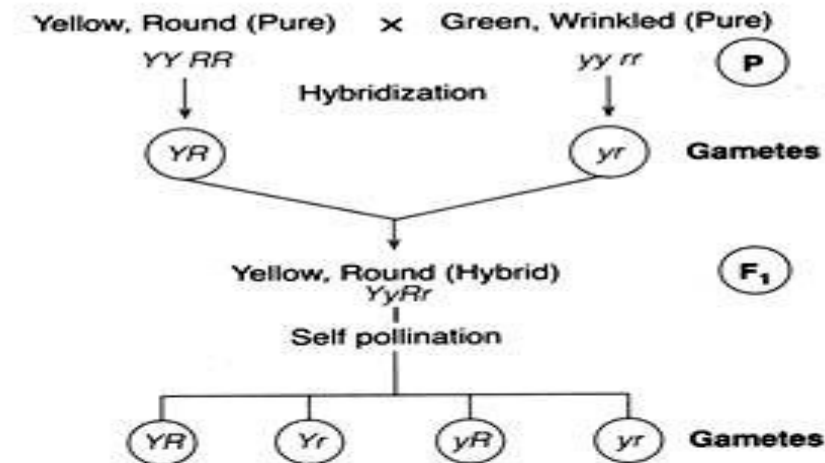 Yellow, Round (Pure) × Green, Wrinkled (Pure)
YY RR yy rr P
Hybridization
YR yr Gametes
Yellow, Round (Hybrid) F₁
YyRr
Self pollination
YR Yr yR yr Gametes